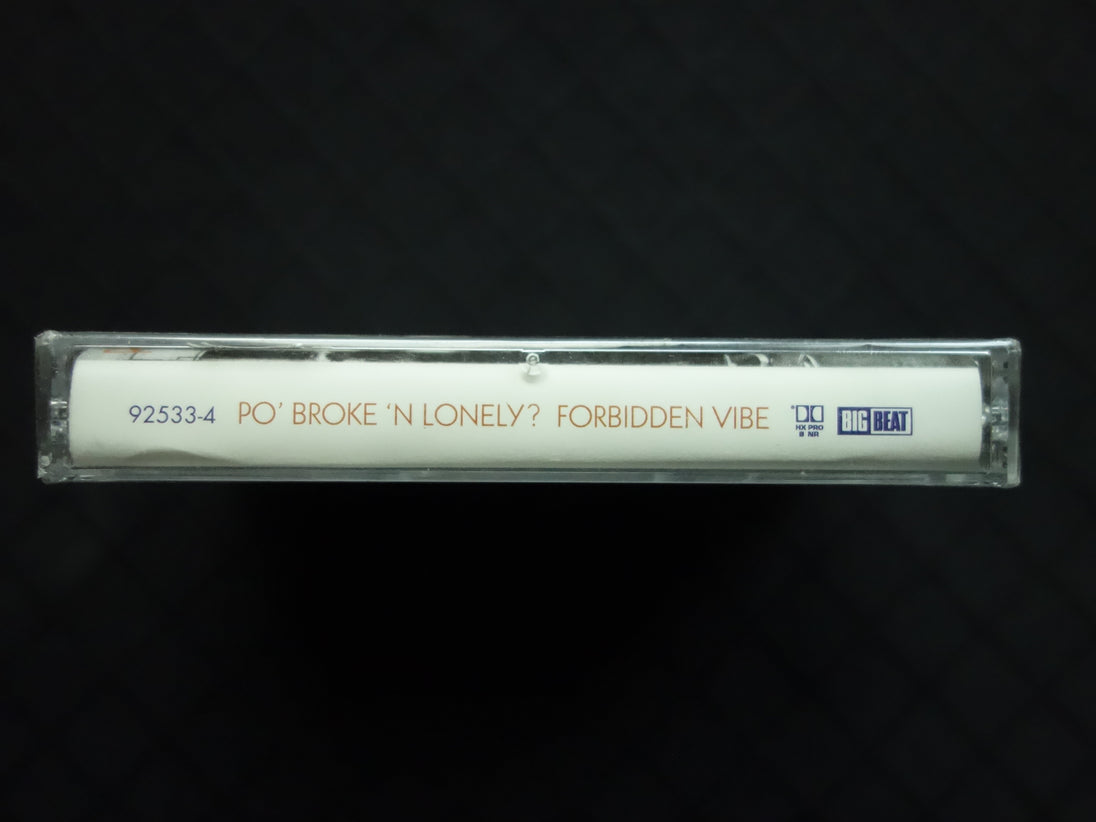 92533-4 PO' BROKE 'N LONELY? FORBIDDEN VIBE HX PRO B NR BIG BEAT